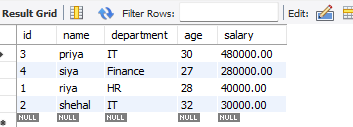 Result Grid Filter Rows: Edit:
id name department age salary
3 priya IT 30 480000.00
4 siya Finance 27 280000.00
1 riya HR 28 40000.00
2 shehal IT 32 30000.00
NULL NULL NULL NULL NULL